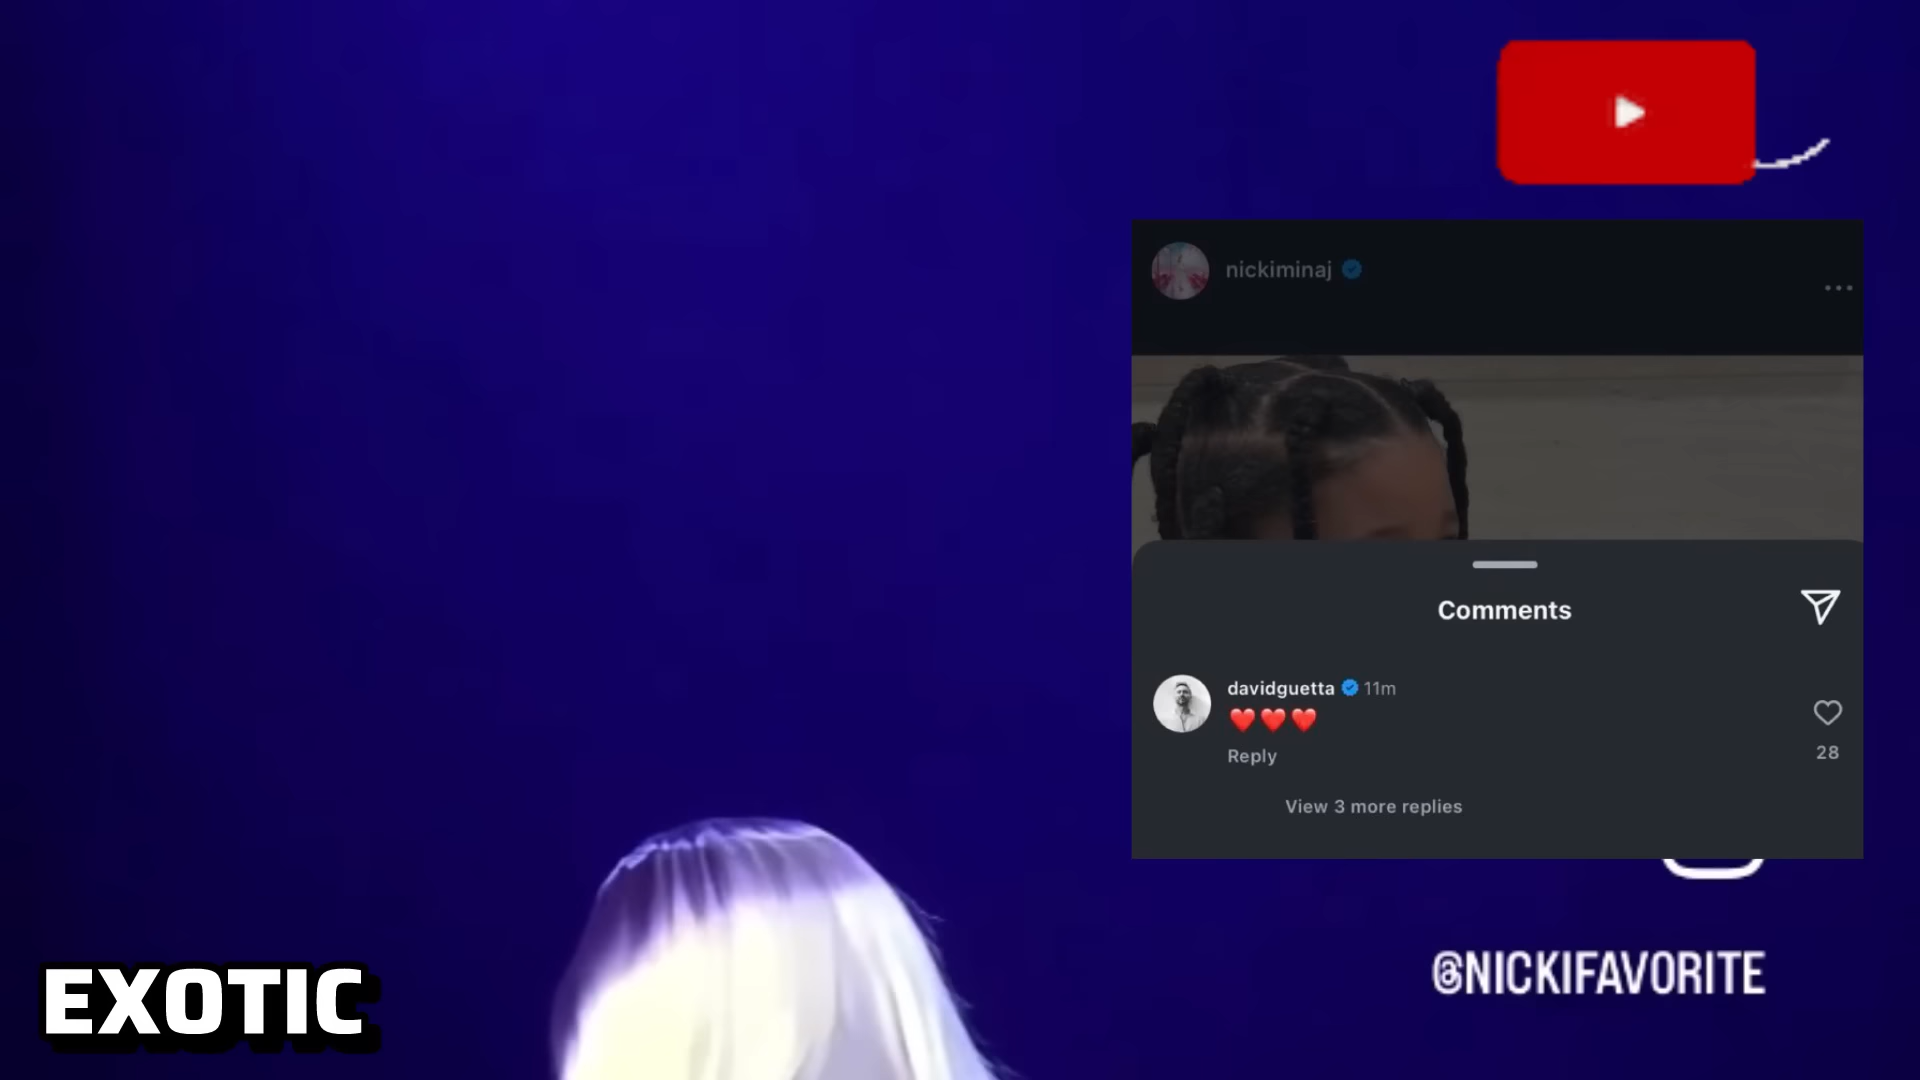 nickiminaj
Comments
davidguetta 11m
❤️❤️❤️
Reply
28
View 3 more replies
@NICKIFAVORITE
EXOTIC